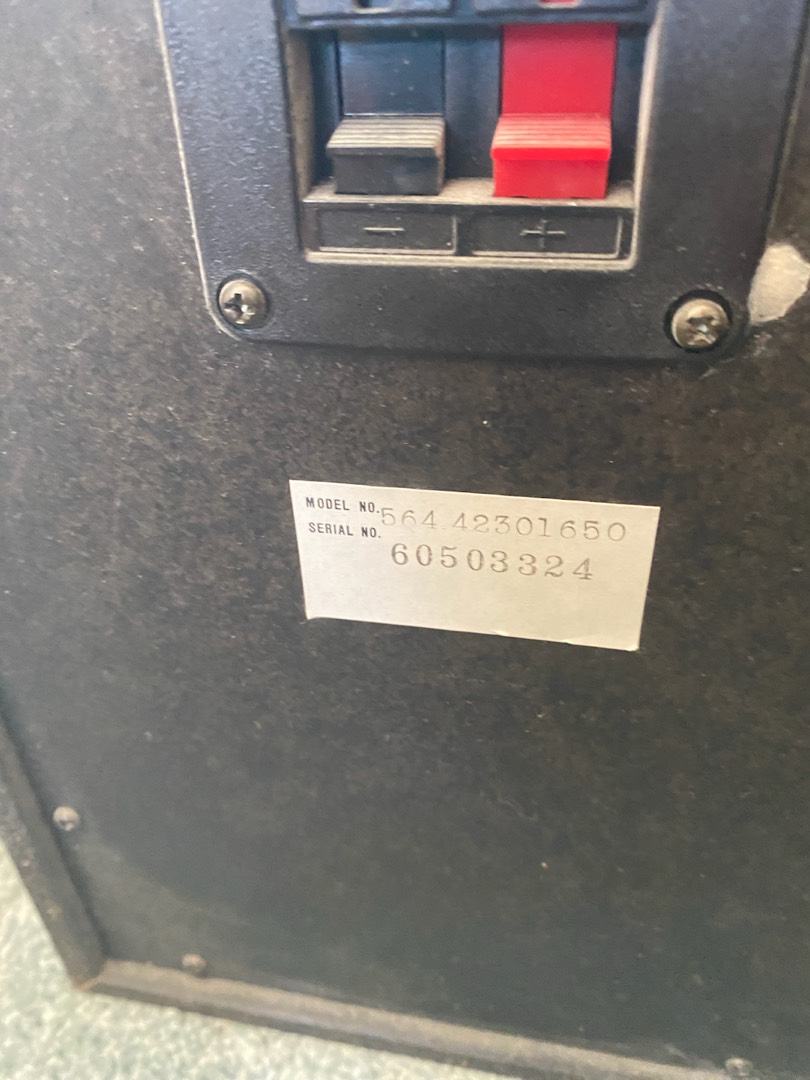 − +
MODEL NO. 564.42301650
SERIAL NO. 60503324